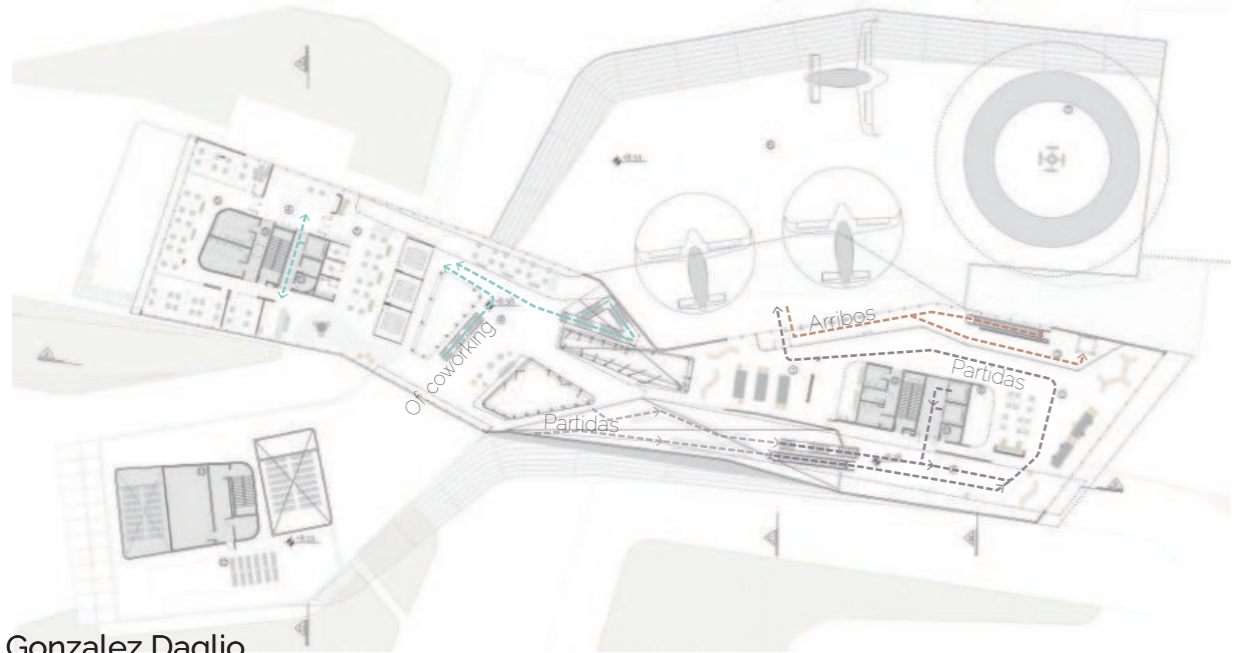 Arribos
Partidas
Of. coworking
Partidas
Gonzalez Daglio